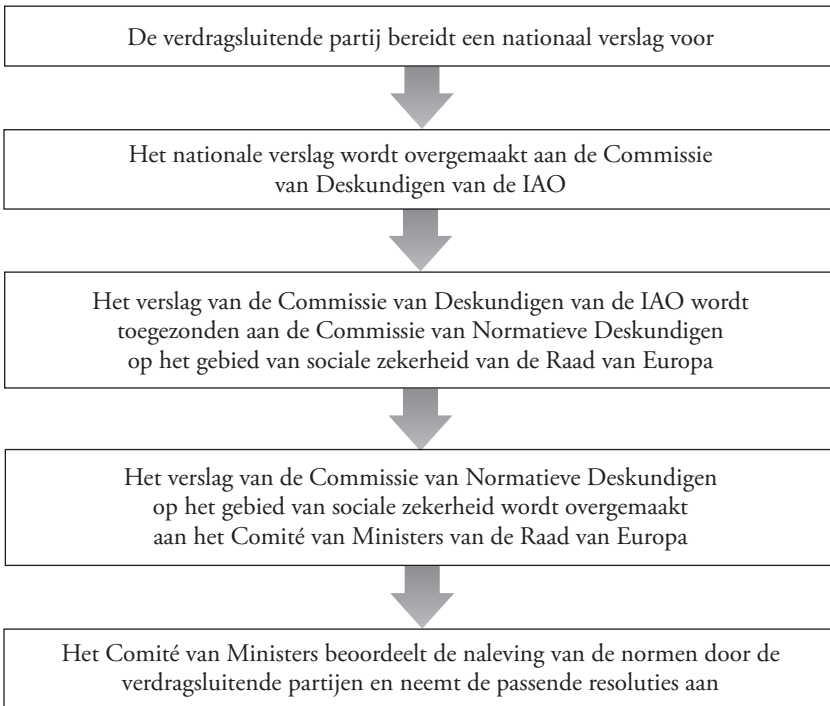 De verdragsluitende partij bereidt een nationaal verslag voor
Het nationale verslag wordt overgemaakt aan de Commissie
van Deskundigen van de IAO
Het verslag van de Commissie van Deskundigen van de IAO wordt
toegezonden aan de Commissie van Normatieve Deskundigen
op het gebied van sociale zekerheid van de Raad van Europa
Het verslag van de Commissie van Normatieve Deskundigen
op het gebied van sociale zekerheid wordt overgemaakt
aan het Comité van Ministers van de Raad van Europa
Het Comité van Ministers beoordeelt de naleving van de normen door de
verdragsluitende partijen en neemt de passende resoluties aan